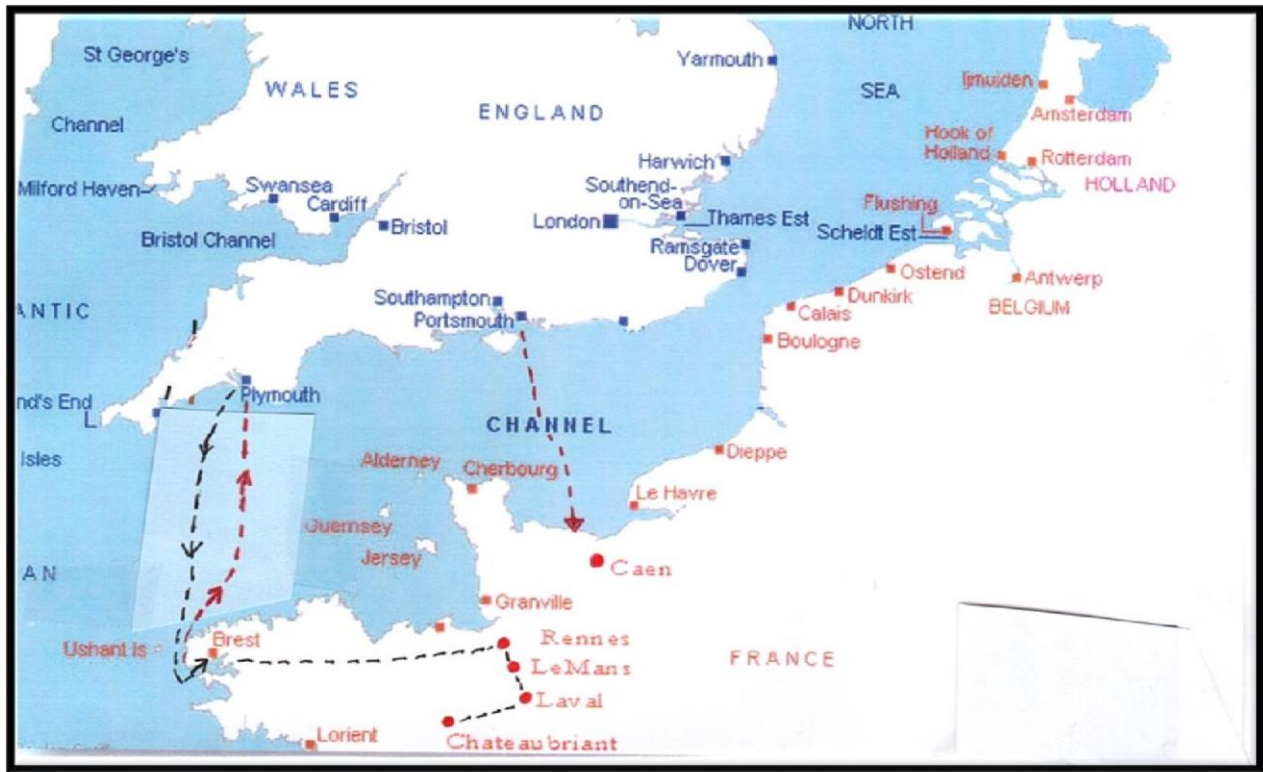 NORTH
St George's
Yarmouth
WALES
SEA
Ijmuiden
ENGLAND
Amsterdam
Channel
Hook of
Holland
Harwich
Rotterdam
Milford Haven
Swansea
Southend-
on-Sea
HOLLAND
Cardiff
Flushing
London
Thames Est
Bristol
Scheldt Est
Bristol Channel
Ramsgate
Dover
Ostend
Antwerp
Southampton
Dunkirk
BELGIUM
ANTIC
Portsmouth
Calais
Boulogne
Plymouth
nd's End
L
CHANNEL
Isles
Alderney
Cherbourg
Dieppe
Le Havre
Guernsey
Jersey
Caen
AN
Granville
Ushant Is
Brest
Rennes
FRANCE
LeMans
Laval
Lorient
Chateaubriant